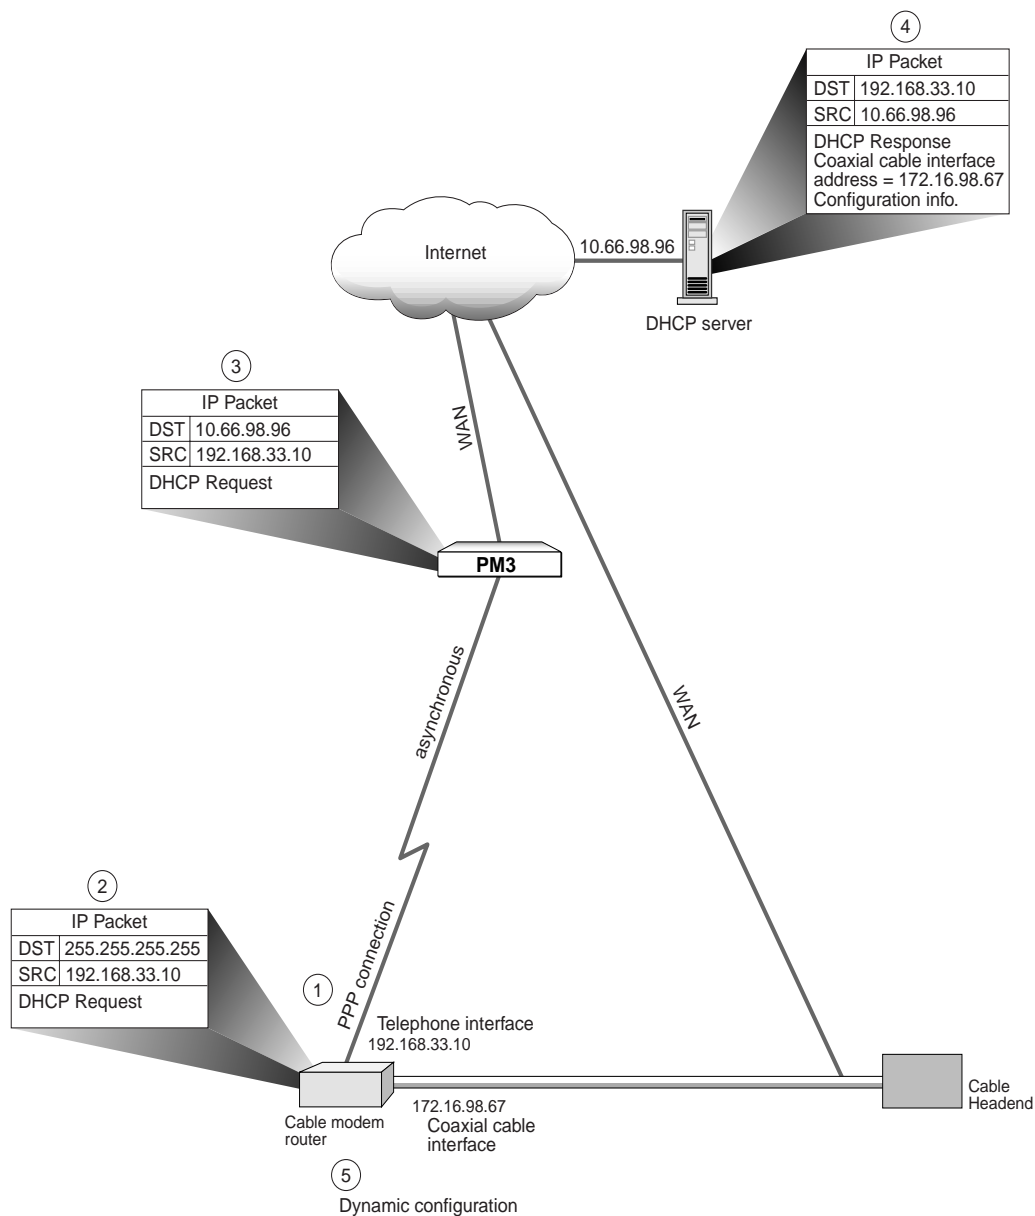 4
IP Packet
DST 192.168.33.10
SRC 10.66.98.96
DHCP Response
Coaxial cable interface
address = 172.16.98.67
Configuration info.
Internet
10.66.98.96
DHCP server
3
IP Packet
DST 10.66.98.96
SRC 192.168.33.10
DHCP Request
WAN
PM3
asynchronous
WAN
2
IP Packet
DST 255.255.255.255
SRC 192.168.33.10
DHCP Request
1
PPP connection
Telephone interface
192.168.33.10
Cable modem
router
172.16.98.67
Coaxial cable
interface
Cable
Headend
5
Dynamic configuration